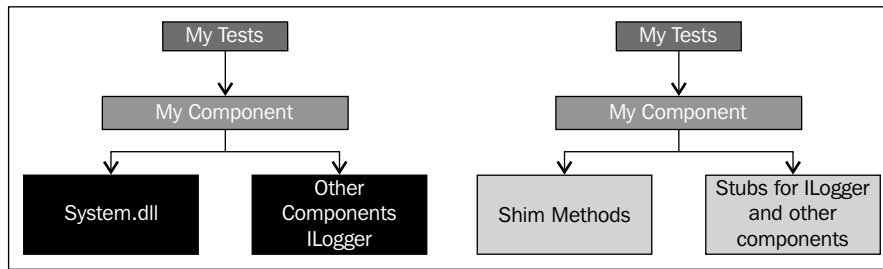 My Tests
My Component
System.dll
Other
Components
ILogger
My Tests
My Component
Shim Methods
Stubs for ILogger
and other
components